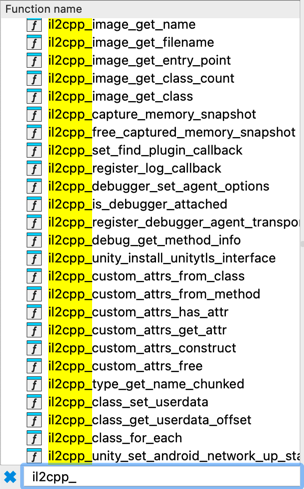 Function name
il2cpp_image_get_name
il2cpp_image_get_filename
il2cpp_image_get_entry_point
il2cpp_image_get_class_count
il2cpp_image_get_class
il2cpp_capture_memory_snapshot
il2cpp_free_captured_memory_snapshot
il2cpp_set_find_plugin_callback
il2cpp_register_log_callback
il2cpp_debugger_set_agent_options
il2cpp_is_debugger_attached
il2cpp_register_debugger_agent_transpo
il2cpp_debug_get_method_info
il2cpp_unity_install_unitytls_interface
il2cpp_custom_attrs_from_class
il2cpp_custom_attrs_from_method
il2cpp_custom_attrs_has_attr
il2cpp_custom_attrs_get_attr
il2cpp_custom_attrs_construct
il2cpp_custom_attrs_free
il2cpp_type_get_name_chunked
il2cpp_class_set_userdata
il2cpp_class_get_userdata_offset
il2cpp_class_for_each
il2cpp_unity_set_android_network_up_sta
il2cpp_